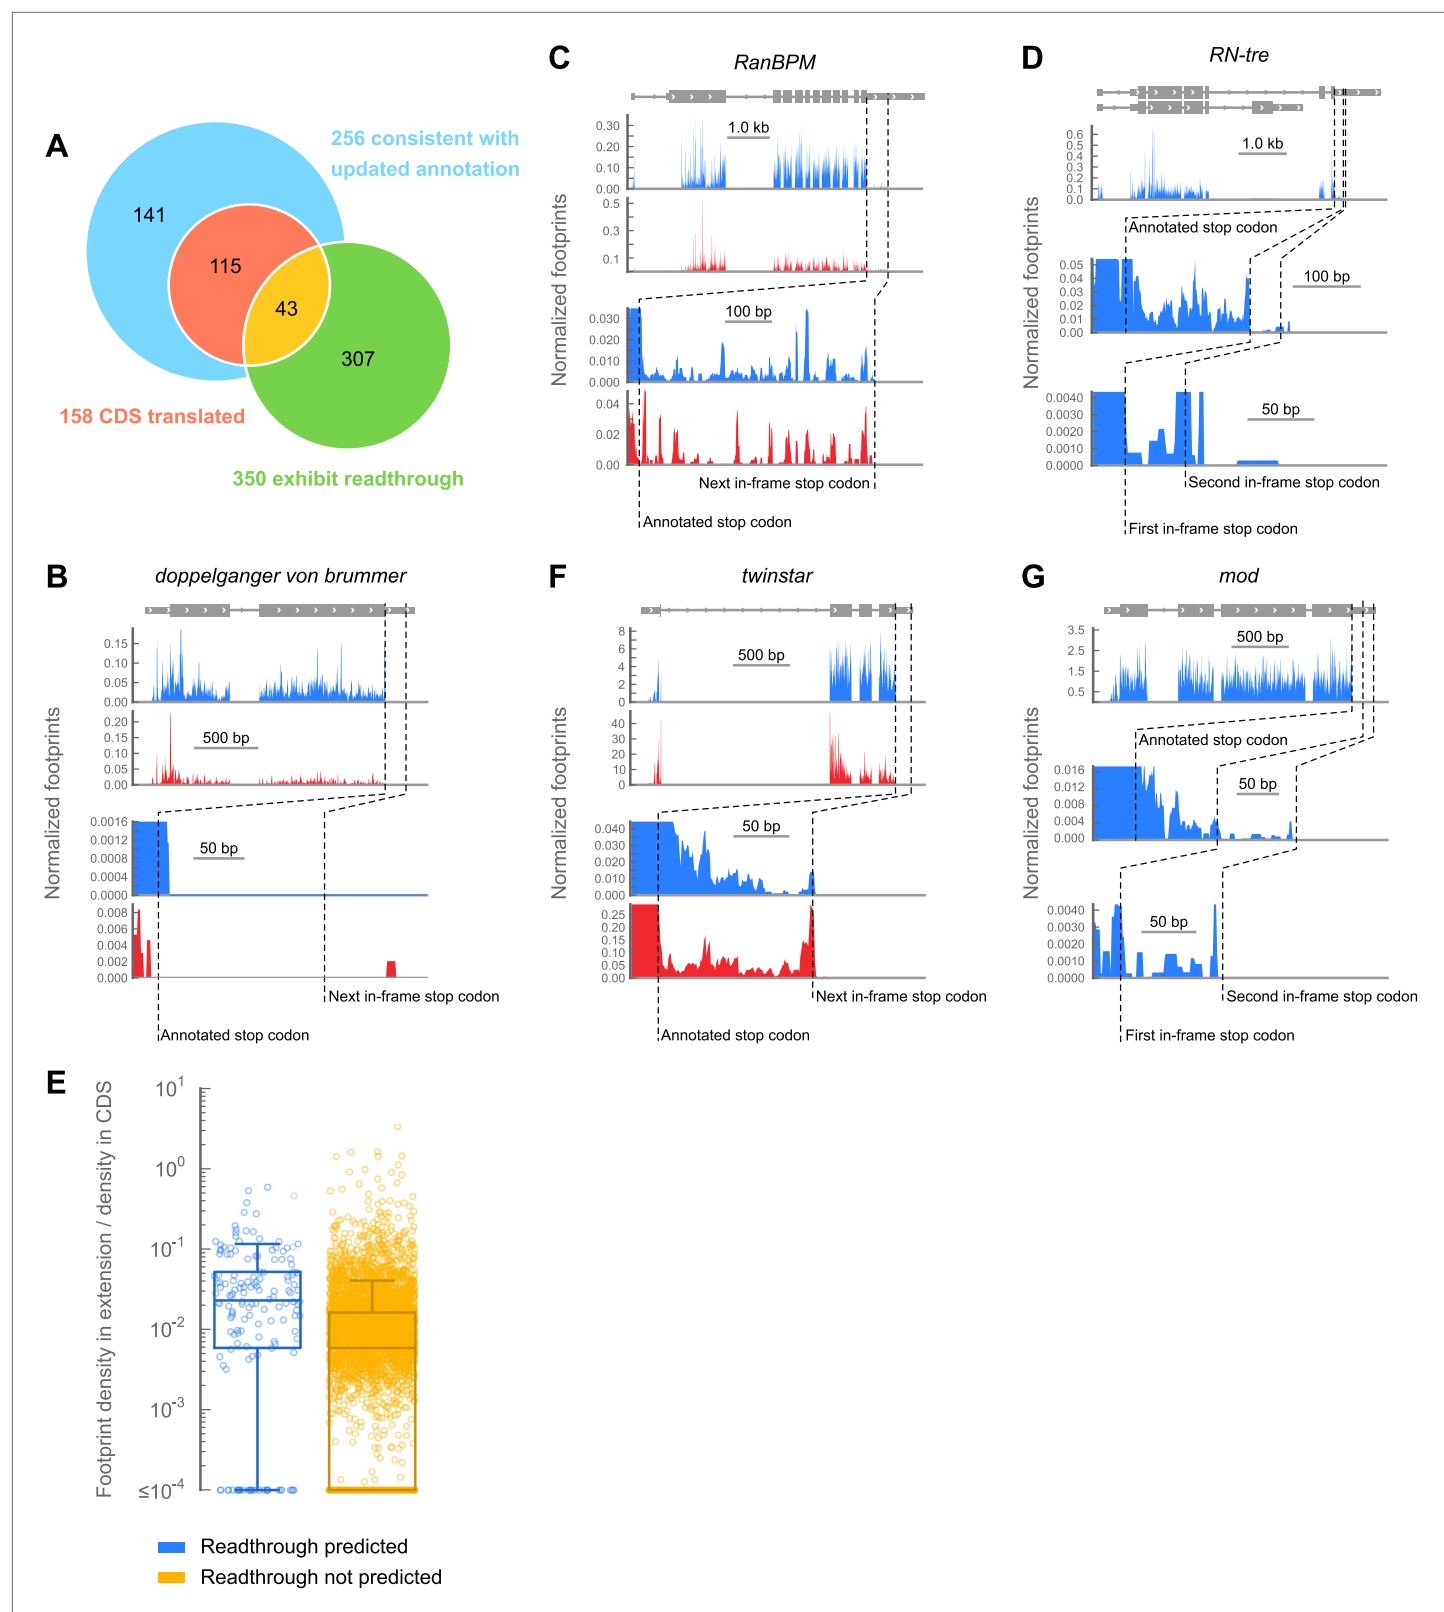 A
256 consistent with
updated annotation
141
115
43
307
158 CDS translated
350 exhibit readthrough
B
doppelganger von brummer
Normalized footprints
0.15
0.10
0.05
0.00
0.20
0.15
0.10
0.05
0.00
500 bp
0.0016
0.0012
0.0008
0.0004
0.0000
50 bp
0.008
0.006
0.004
0.002
0.000
Next in-frame stop codon
Annotated stop codon
C
RanBPM
Normalized footprints
1.0 kb
0.30
0.20
0.10
0.00
0.5
0.3
0.1
100 bp
0.030
0.020
0.010
0.000
0.04
0.02
0.00
Next in-frame stop codon
Annotated stop codon
D
RN-tre
Normalized footprints
1.0 kb
0.6
0.5
0.4
0.3
0.2
0.1
0.0
Annotated stop codon
100 bp
0.05
0.04
0.03
0.02
0.01
0.00
50 bp
0.0040
0.0030
0.0020
0.0010
0.0000
Second in-frame stop codon
First in-frame stop codon
F
twinstar
Normalized footprints
500 bp
8
6
4
2
0
40
30
20
10
0
50 bp
0.040
0.030
0.020
0.010
0.000
0.25
0.20
0.15
0.10
0.05
0.00
Next in-frame stop codon
Annotated stop codon
G
mod
Normalized footprints
500 bp
3.5
2.5
1.5
0.5
Annotated stop codon
50 bp
0.016
0.012
0.008
0.004
0.000
50 bp
0.0040
0.0030
0.0020
0.0010
0.0000
Second in-frame stop codon
First in-frame stop codon
E
Footprint density in extension / density in CDS
10^1
10^0
10^-1
10^-2
10^-3
≤10^-4
Readthrough predicted
Readthrough not predicted